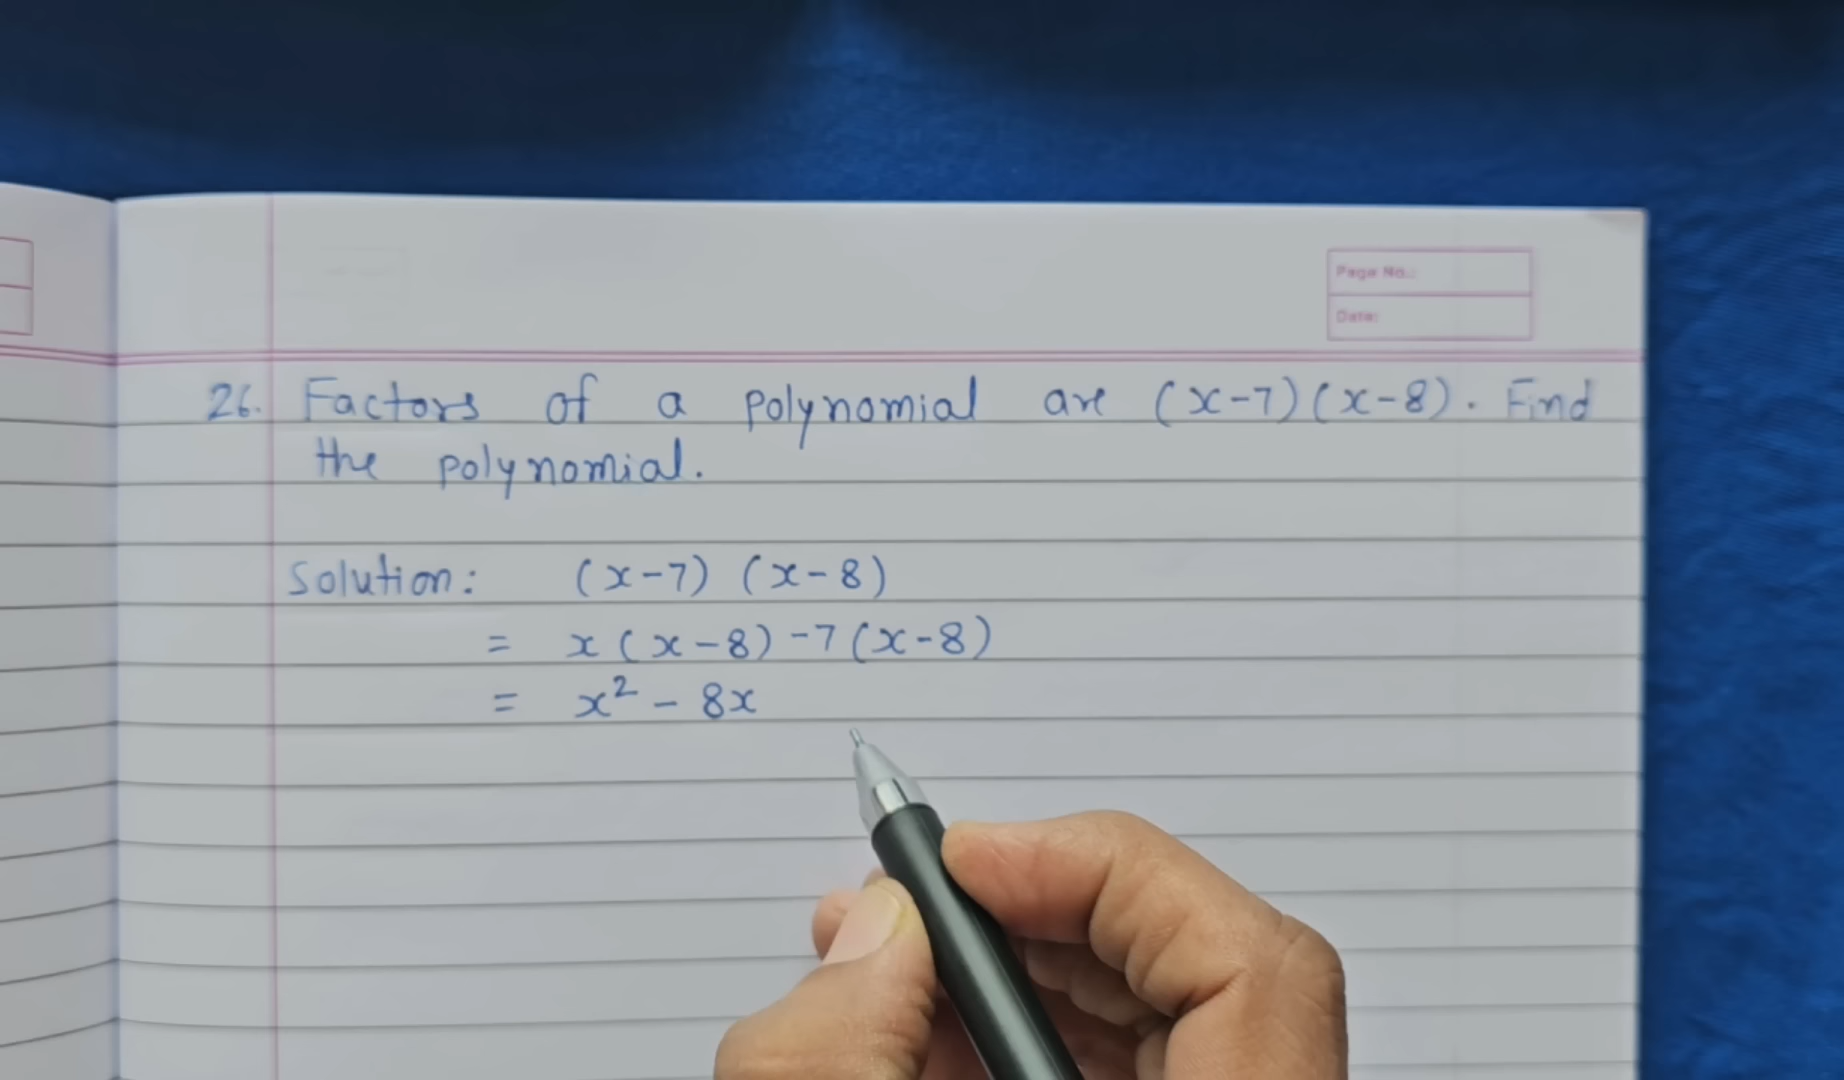 Page No.:
Date:
26. Factors of a polynomial are (x-7)(x-8). Find
the polynomial.
Solution: (x-7) (x-8)
= x(x-8)-7(x-8)
= x² - 8x